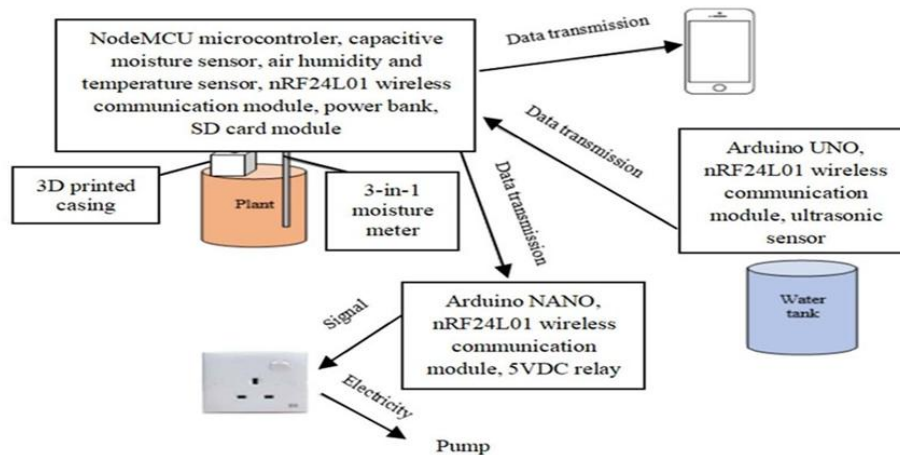 NodeMCU microcontroler, capacitive
moisture sensor, air humidity and
temperature sensor, nRF24L01 wireless
communication module, power bank,
SD card module
Data transmission
Data transmission
Arduino UNO,
nRF24L01 wireless
communication
module, ultrasonic
sensor
3D printed
casing
Plant
3-in-1
moisture
meter
Data transmission
Water
tank
Arduino NANO,
nRF24L01 wireless
communication
module, 5VDC relay
Signal
Electricity
Pump